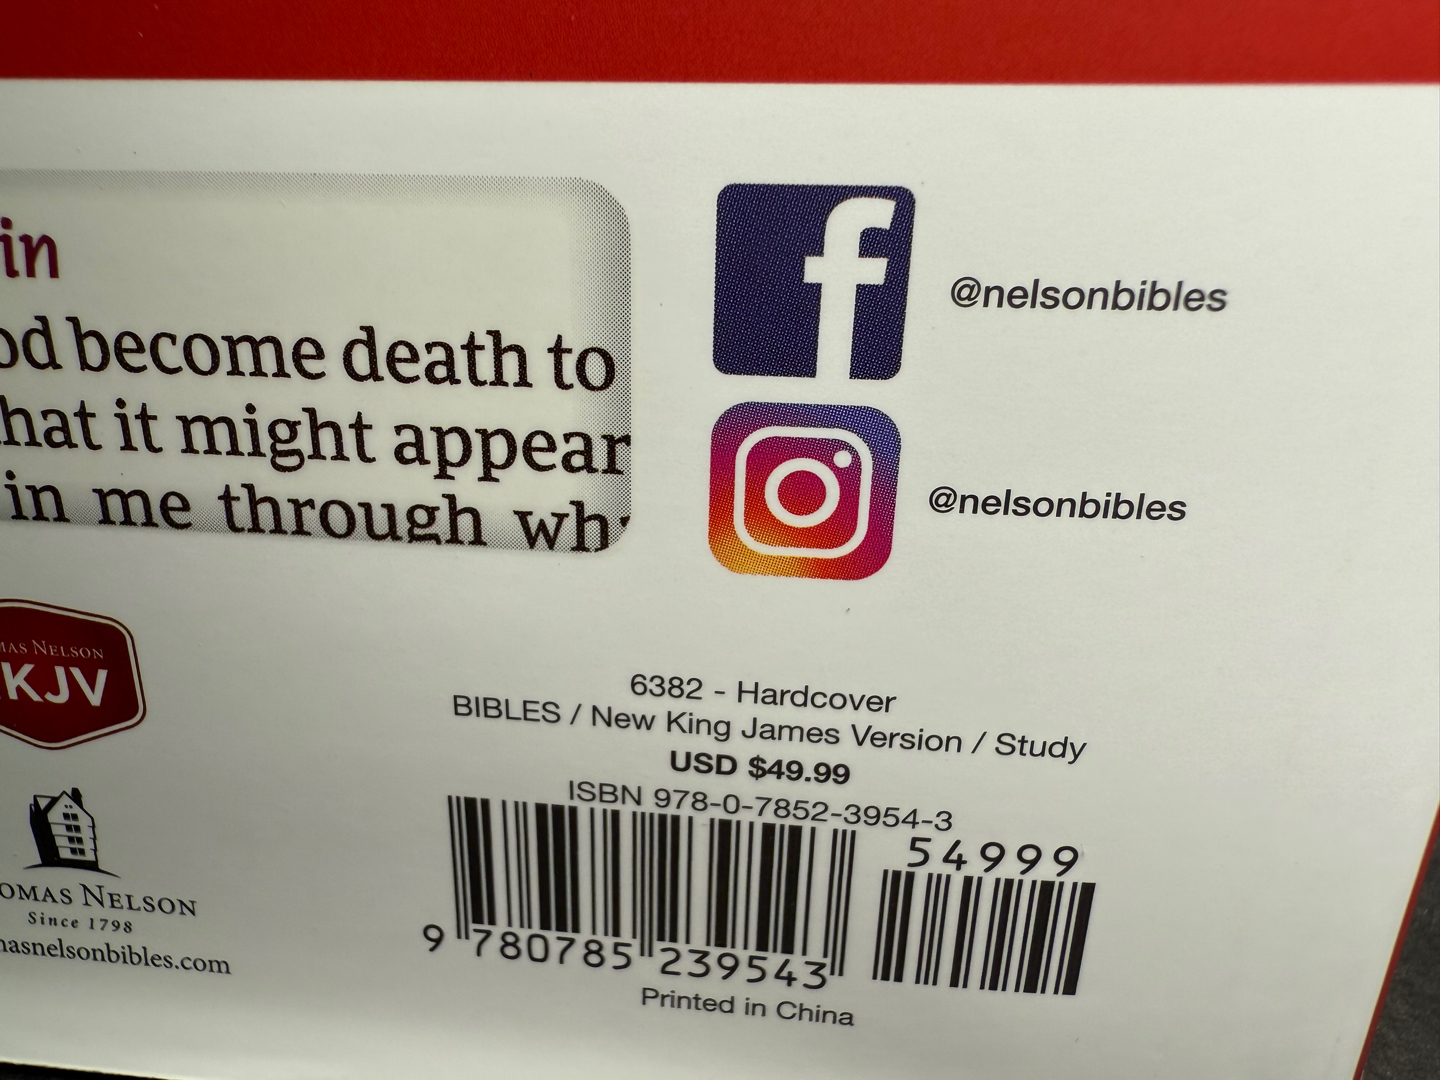 in
od become death to
hat it might appear
in me through wh
@nelsonbibles
@nelsonbibles
MAS NELSON
KJV
OMAS NELSON
Since 1798
nasnelsonbibles.com
6382 - Hardcover
BIBLES / New King James Version / Study
USD $49.99
ISBN 978-0-7852-3954-3
54999
9 780785 239543
Printed in China